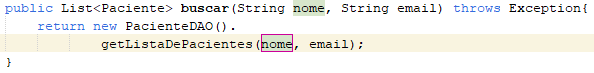 public List<Paciente> buscar(String nome, String email) throws Exception{
return new PacienteDAO().
getListaDePacientes(nome, email);
}